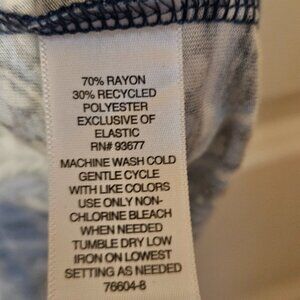 70% RAYON
30% RECYCLED
POLYESTER
EXCLUSIVE OF
ELASTIC
RN# 93677
MACHINE WASH COLD
GENTLE CYCLE
WITH LIKE COLORS
USE ONLY NON-
CHLORINE BLEACH
WHEN NEEDED
TUMBLE DRY LOW
IRON ON LOWEST
SETTING AS NEEDED
76604-8